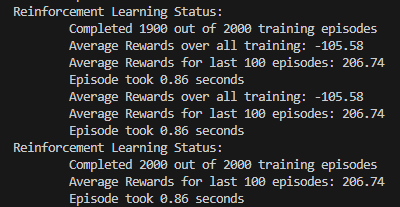 Reinforcement Learning Status:
Completed 1900 out of 2000 training episodes
Average Rewards over all training: -105.58
Average Rewards for last 100 episodes: 206.74
Episode took 0.86 seconds
Average Rewards over all training: -105.58
Average Rewards for last 100 episodes: 206.74
Episode took 0.86 seconds
Reinforcement Learning Status:
Completed 2000 out of 2000 training episodes
Average Rewards for last 100 episodes: 206.74
Episode took 0.86 seconds